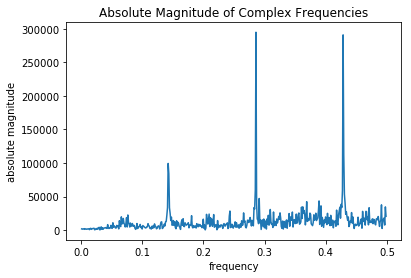 Absolute Magnitude of Complex Frequencies
300000
250000
200000
150000
100000
50000
0
absolute magnitude
0.0 0.1 0.2 0.3 0.4 0.5
frequency